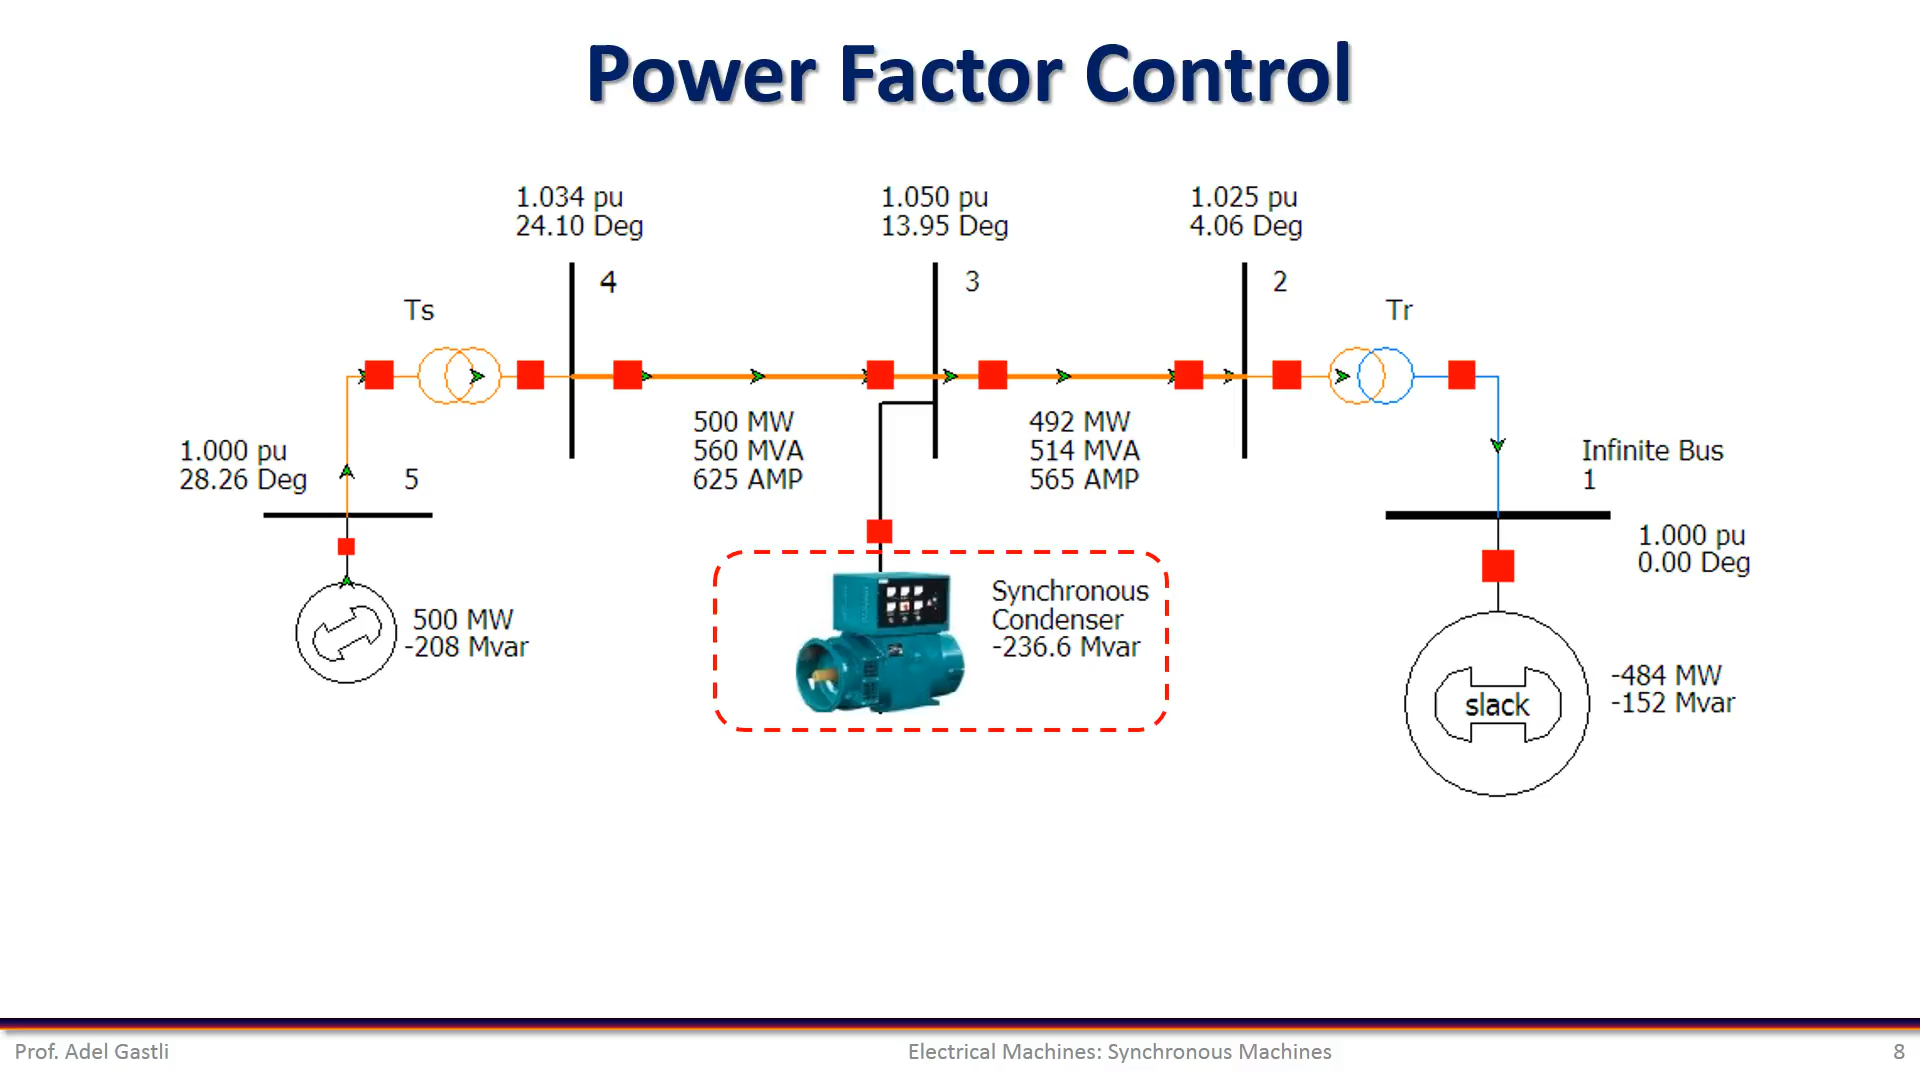 Power Factor Control
1.034 pu
24.10 Deg
1.050 pu
13.95 Deg
1.025 pu
4.06 Deg
4
3
2
Ts
Tr
500 MW
560 MVA
625 AMP
492 MW
514 MVA
565 AMP
1.000 pu
28.26 Deg
5
Infinite Bus
1
1.000 pu
0.00 Deg
500 MW
-208 Mvar
Synchronous
Condenser
-236.6 Mvar
slack
-484 MW
-152 Mvar
Prof. Adel Gastli
Electrical Machines: Synchronous Machines
8